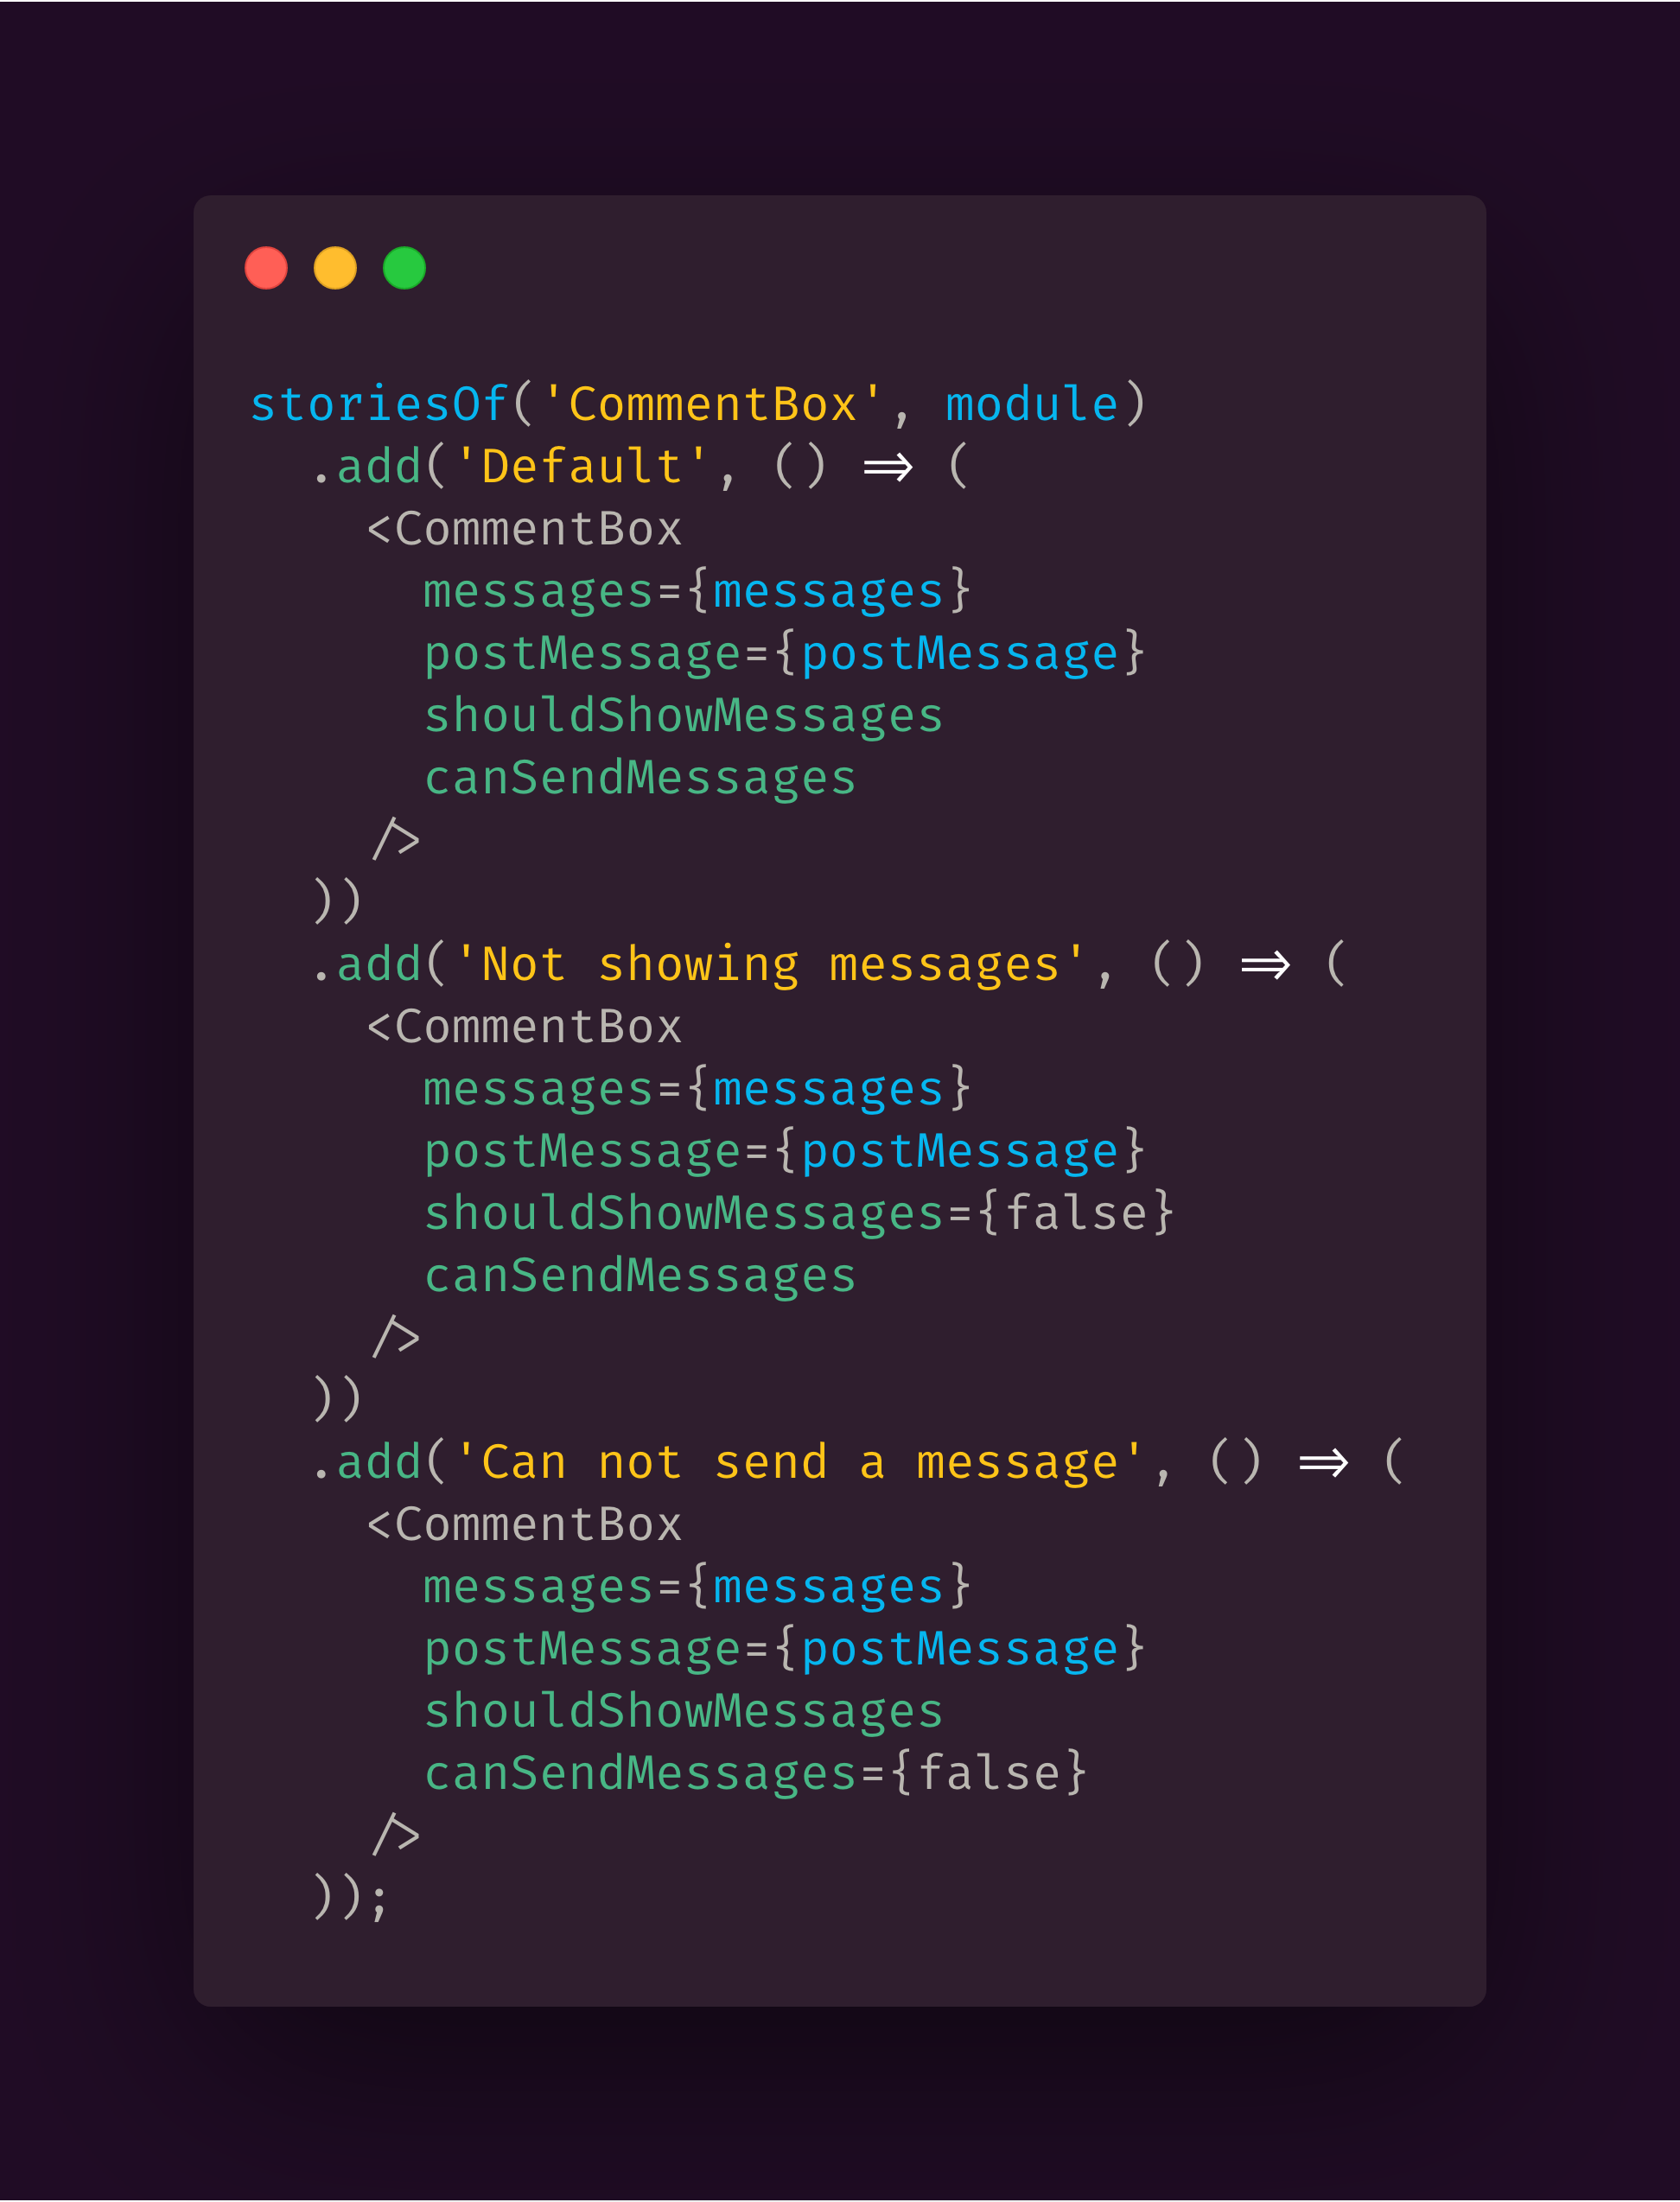 storiesOf('CommentBox', module)
  .add('Default', () => (
    <CommentBox
      messages={messages}
      postMessage={postMessage}
      shouldShowMessages
      canSendMessages
    />
  ))
  .add('Not showing messages', () => (
    <CommentBox
      messages={messages}
      postMessage={postMessage}
      shouldShowMessages={false}
      canSendMessages
    />
  ))
  .add('Can not send a message', () => (
    <CommentBox
      messages={messages}
      postMessage={postMessage}
      shouldShowMessages
      canSendMessages={false}
    />
  ));